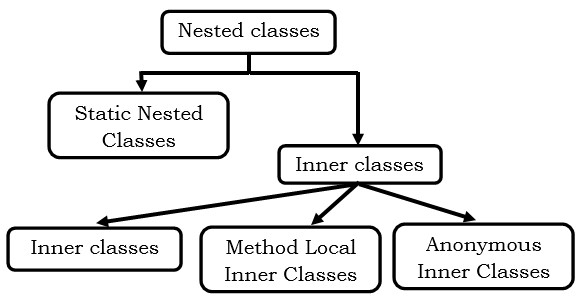 Nested classes
Static Nested
Classes
Inner classes
Inner classes
Method Local
Inner Classes
Anonymous
Inner Classes